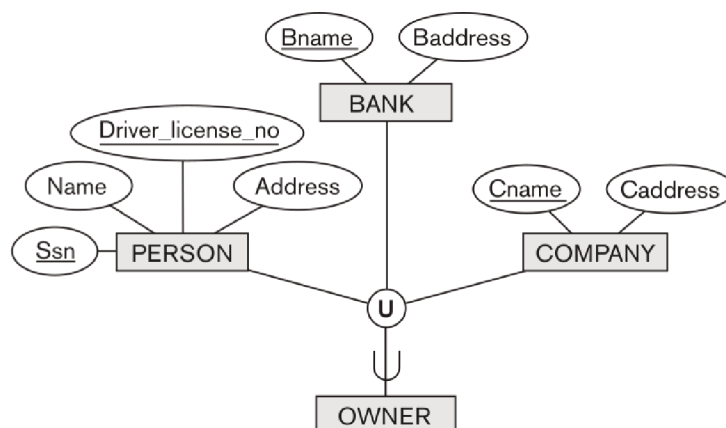 Bname Baddress
BANK
Driver_license_no
Name Address
Cname Caddress
Ssn PERSON COMPANY
U
OWNER